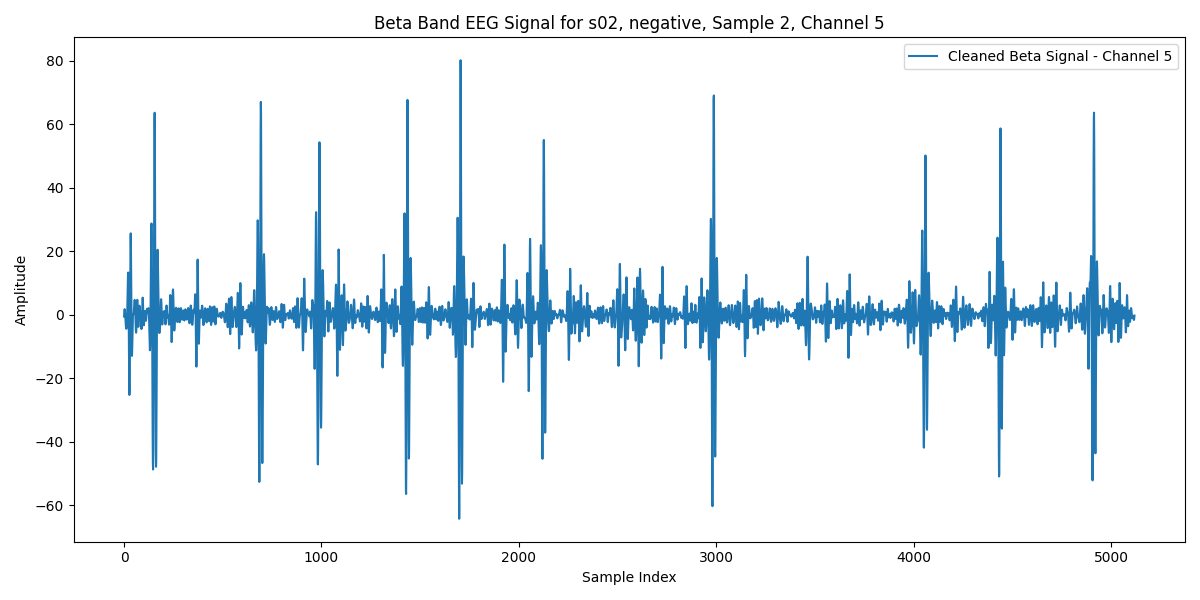 Beta Band EEG Signal for s02, negative, Sample 2, Channel 5
Cleaned Beta Signal - Channel 5
Amplitude
80
60
40
20
0
−20
−40
−60
0 1000 2000 3000 4000 5000
Sample Index